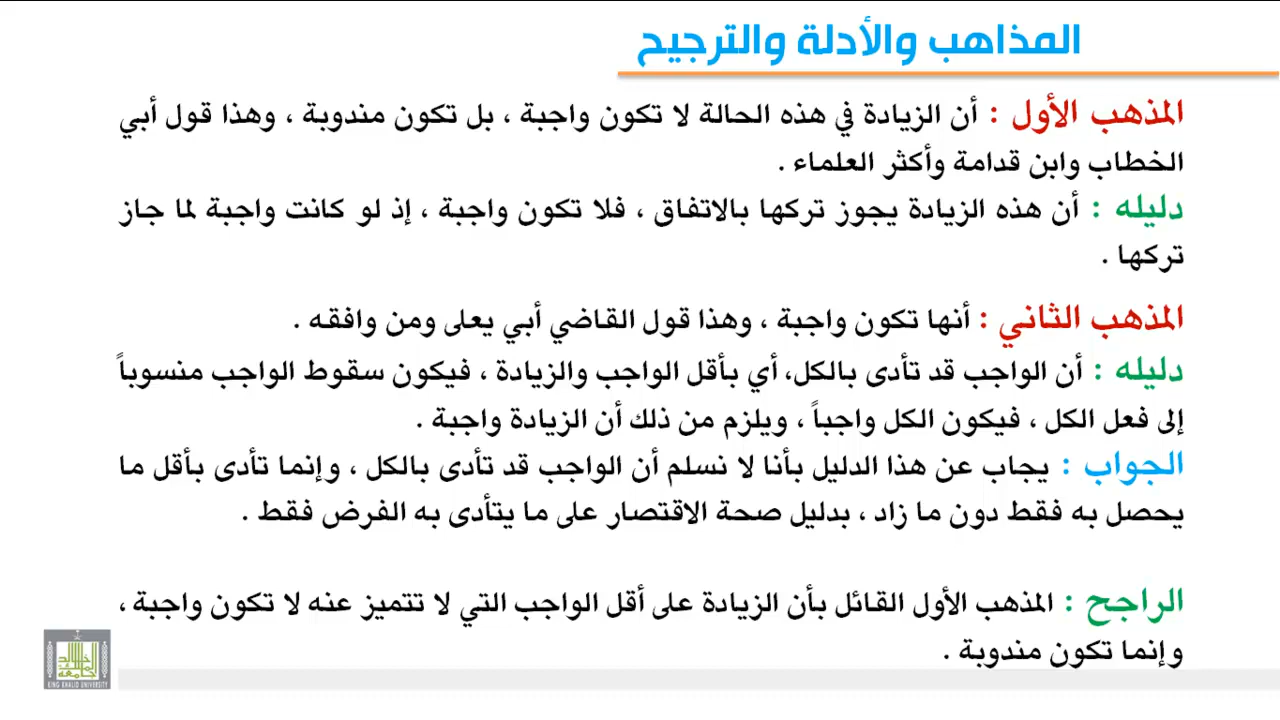 المذاهب والأدلة والترجيح
المذهب الأول : أن الزيادة في هذه الحالة لا تكون واجبة ، بل تكون مندوبة ، وهذا قول أبي
الخطاب وابن قدامة وأكثر العلماء .
دليله : أن هذه الزيادة يجوز تركها بالاتفاق ، فلا تكون واجبة ، إذ لو كانت واجبة لما جاز
تركها .
المذهب الثاني : أنها تكون واجبة ، وهذا قول القاضي أبي يعلى ومن وافقه .
دليله : أن الواجب قد تأدى بالكل، أي بأقل الواجب والزيادة ، فيكون سقوط الواجب منسوباً
إلى فعل الكل ، فيكون الكل واجباً ، ويلزم من ذلك أن الزيادة واجبة .
الجواب : يجاب عن هذا الدليل بأنا لا نسلم أن الواجب قد تأدى بالكل ، وإنما تأدى بأقل ما
يحصل به فقط دون ما زاد ، بدليل صحة الاقتصار على ما يتأدى به الفرض فقط .
الراجح : المذهب الأول القائل بأن الزيادة على أقل الواجب التي لا تتميز عنه لا تكون واجبة ،
وإنما تكون مندوبة .
KING KHALID UNIVERSITY